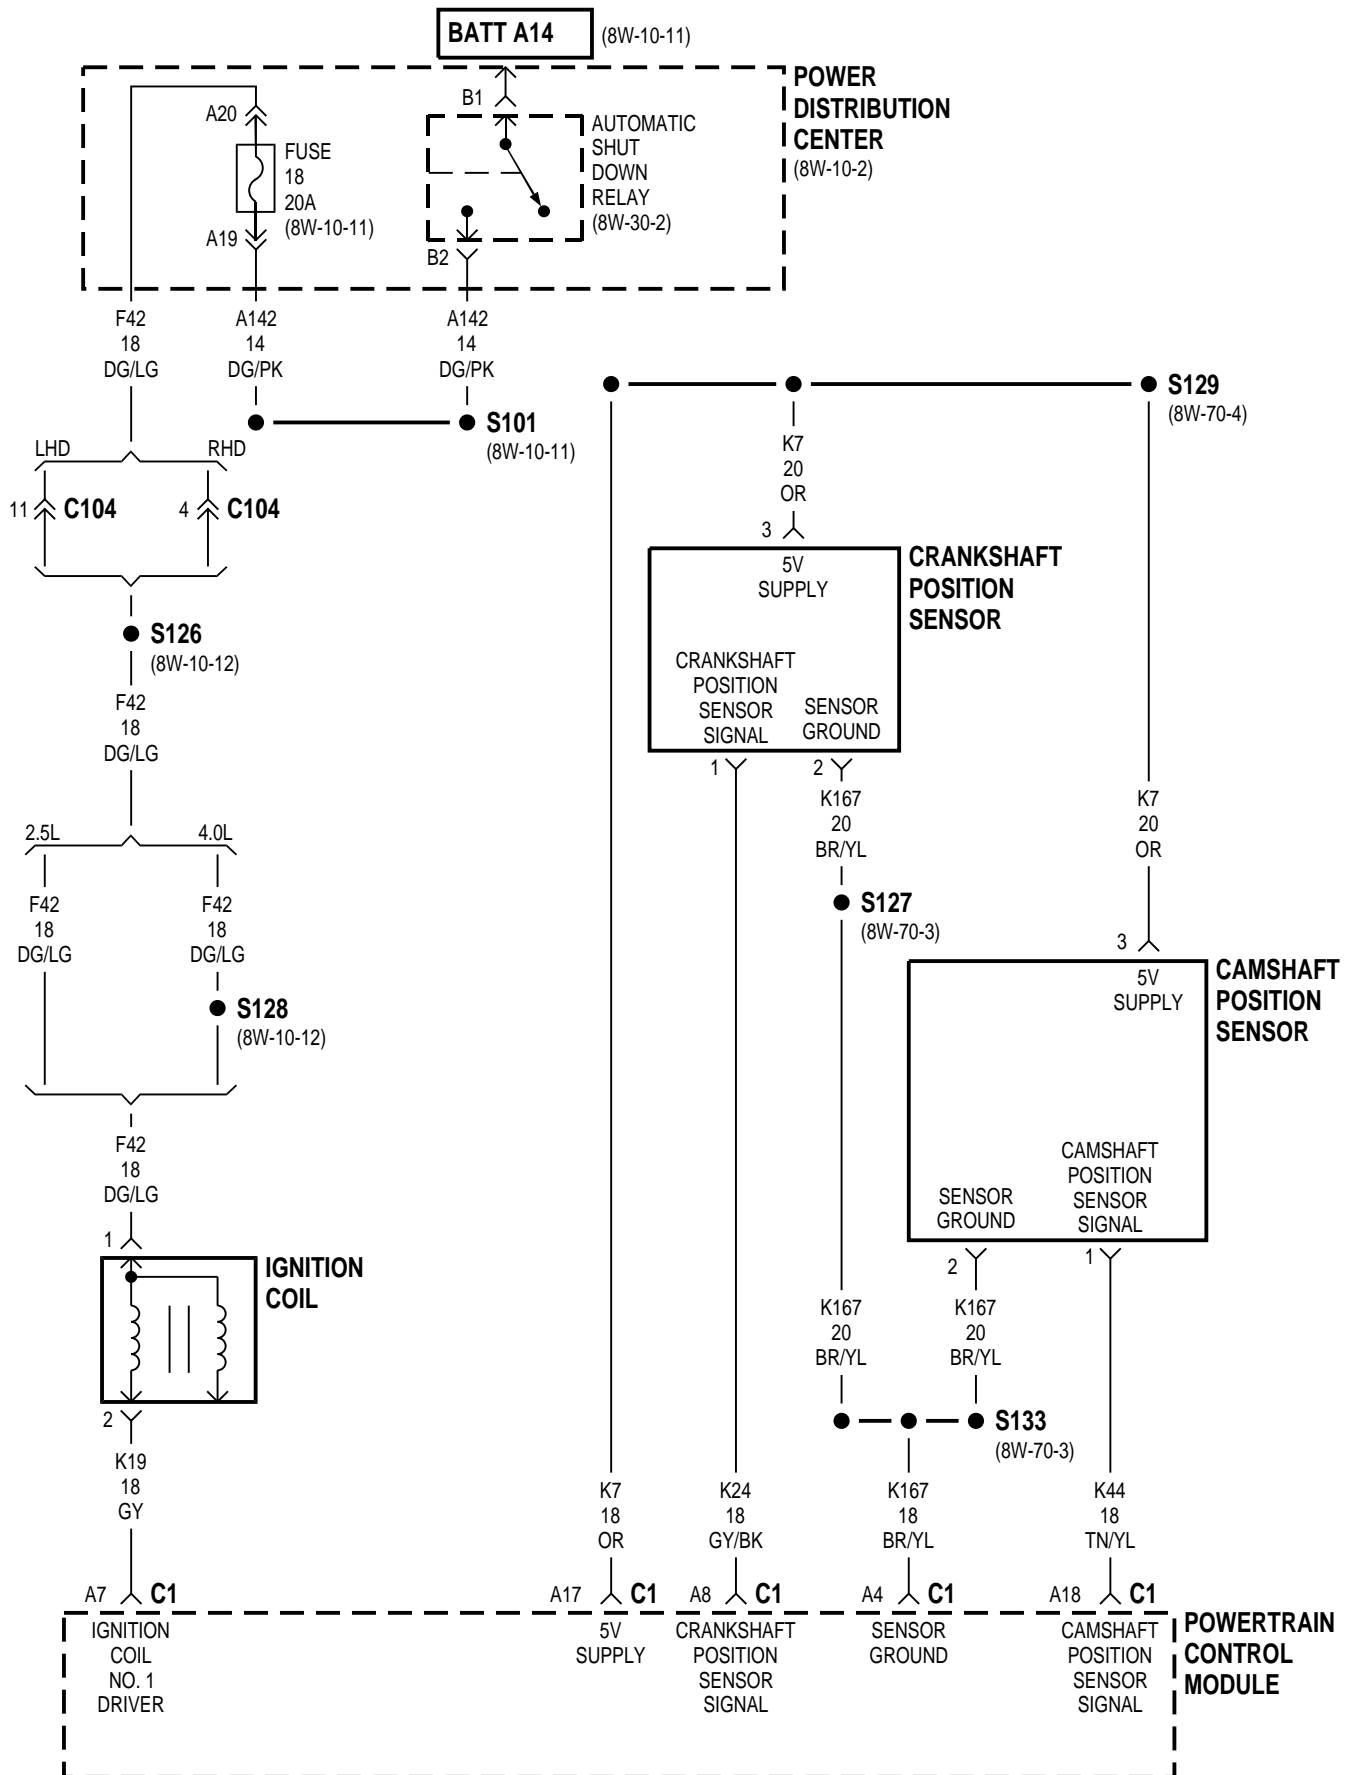 BATT A14
(8W-10-11)
POWER
DISTRIBUTION
CENTER
(8W-10-2)
A20
FUSE
18
20A
(8W-10-11)
A19
B1
AUTOMATIC
SHUT
DOWN
RELAY
(8W-30-2)
B2
F42
18
DG/LG
A142
14
DG/PK
A142
14
DG/PK
S101
(8W-10-11)
S129
(8W-70-4)
LHD
RHD
11
C104
4
C104
S126
(8W-10-12)
F42
18
DG/LG
2.5L
4.0L
F42
18
DG/LG
F42
18
DG/LG
S128
(8W-10-12)
F42
18
DG/LG
1
IGNITION
COIL
2
K19
18
GY
K7
20
OR
3
5V
SUPPLY
CRANKSHAFT
POSITION
SENSOR
CRANKSHAFT
POSITION
SENSOR
SIGNAL
SENSOR
GROUND
1
2
K167
20
BR/YL
S127
(8W-70-3)
K7
20
OR
3
5V
SUPPLY
CAMSHAFT
POSITION
SENSOR
SENSOR
GROUND
CAMSHAFT
POSITION
SENSOR
SIGNAL
2
1
K167
20
BR/YL
K167
20
BR/YL
S133
(8W-70-3)
K7
18
OR
K24
18
GY/BK
K167
18
BR/YL
K44
18
TN/YL
A7
C1
A17
C1
A8
C1
A4
C1
A18
C1
IGNITION
COIL
NO. 1
DRIVER
5V
SUPPLY
CRANKSHAFT
POSITION
SENSOR
SIGNAL
SENSOR
GROUND
CAMSHAFT
POSITION
SENSOR
SIGNAL
POWERTRAIN
CONTROL
MODULE